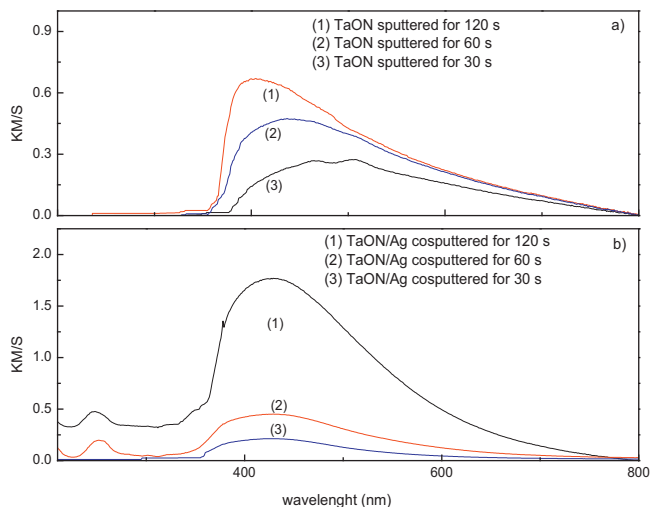 (1) TaON sputtered for 120 s
a)
(2) TaON sputtered for 60 s
(3) TaON sputtered for 30 s
0.9
0.6
0.3
0.0
KM/S
(1)
(2)
(3)
(1) TaON/Ag cosputtered for 120 s
b)
(2) TaON/Ag cosputtered for 60 s
(3) TaON/Ag cosputtered for 30 s
2.0
1.5
1.0
0.5
0.0
KM/S
(1)
(2)
(3)
400 600 800
wavelenght (nm)